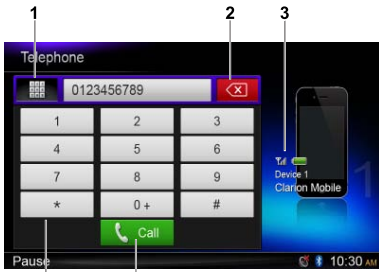 1 2 3
Telephone
0123456789
1 2 3
4 5 6
7 8 9
* 0 + #
Call
Device 1
Clarion Mobile
1
Pause
10:30 AM